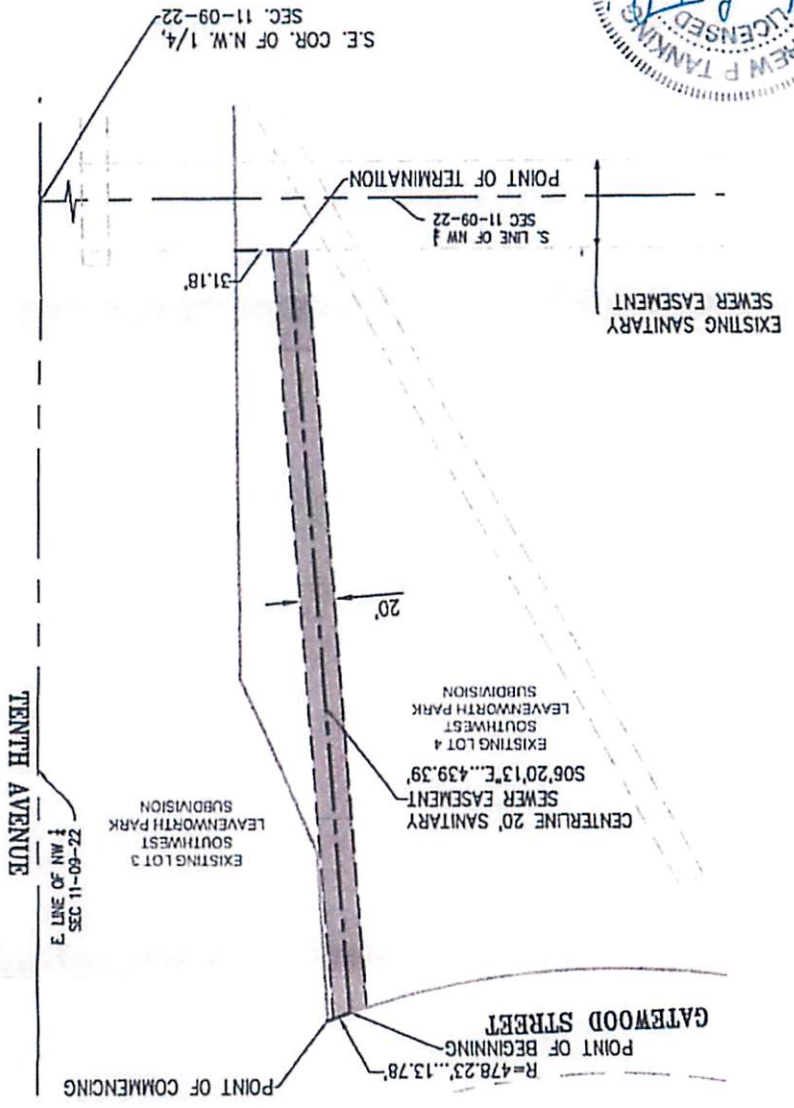 POINT OF COMMENCING
R=478.23'...13.78'
POINT OF BEGINNING
GATEWOOD STREET
EXISTING LOT 3
SOUTHWEST
LEAVENWORTH PARK
SUBDIVISION
CENTERLINE 20' SANITARY
SEWER EASEMENT
S06°20'13"E...439.39'
EXISTING LOT 4
SOUTHWEST
LEAVENWORTH PARK
SUBDIVISION
E. LINE OF NW ¼
SEC 11-09-22
TENTH AVENUE
20'
31.18'
EXISTING SANITARY
SEWER EASEMENT
S. LINE OF NW ¼
SEC 11-09-22
POINT OF TERMINATION
S.E. COR. OF N.W. 1/4,
SEC. 11-09-22
REW P TANKING
LICENSED